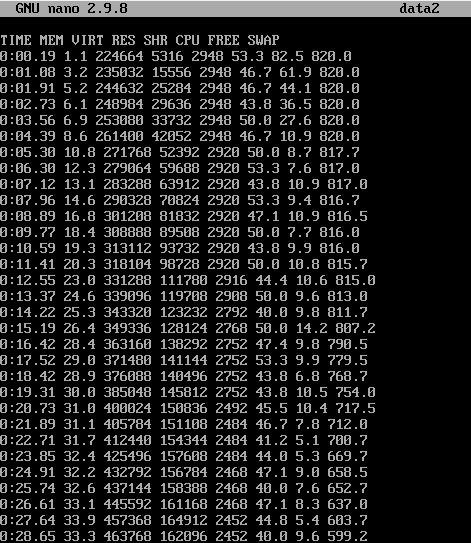 GNU nano 2.9.8 data2
TIME MEM VIRT RES SHR CPU FREE SWAP
0:00.19 1.1 224664 5316 2948 53.3 82.5 820.0
0:01.08 3.2 235032 15556 2948 46.7 61.9 820.0
0:01.91 5.2 244632 25284 2948 46.7 44.1 820.0
0:02.73 6.1 248984 29636 2948 43.8 36.5 820.0
0:03.56 6.9 253080 33732 2948 50.0 27.6 820.0
0:04.39 8.6 261400 42052 2948 46.7 10.9 820.0
0:05.30 10.8 271768 52392 2920 50.0 8.7 817.7
0:06.30 12.3 279064 59688 2920 53.3 7.6 817.0
0:07.12 13.1 283288 63912 2920 43.8 10.9 817.0
0:07.96 14.6 290328 70824 2920 53.3 9.4 816.7
0:08.89 16.8 301208 81832 2920 47.1 10.9 816.5
0:09.77 18.4 308888 89508 2920 50.0 7.7 816.0
0:10.59 19.3 313112 93732 2920 43.8 9.9 816.0
0:11.41 20.3 318104 98728 2920 50.0 10.8 815.7
0:12.55 23.0 331288 111780 2916 44.4 10.6 815.0
0:13.37 24.6 339096 119708 2908 50.0 9.6 813.0
0:14.22 25.3 343320 123232 2792 40.0 9.8 811.7
0:15.19 26.4 349336 128124 2768 50.0 14.2 807.2
0:16.42 28.4 363160 138292 2752 47.4 9.8 790.5
0:17.52 29.0 371480 141144 2752 53.3 9.9 779.5
0:18.42 28.9 376088 140496 2752 43.8 6.8 768.7
0:19.31 30.0 385048 145812 2752 43.8 10.5 754.0
0:20.73 31.0 400024 150836 2492 45.5 10.4 717.5
0:21.89 31.1 405784 151108 2484 46.7 7.8 712.0
0:22.71 31.7 412440 154344 2484 41.2 5.1 700.7
0:23.85 32.4 425496 157608 2484 44.0 5.3 669.7
0:24.91 32.2 432792 156784 2468 47.1 9.0 658.5
0:25.74 32.6 437144 158388 2468 40.0 7.6 652.7
0:26.61 33.1 445592 161168 2468 47.1 8.3 637.0
0:27.64 33.9 457368 164912 2452 44.8 5.4 603.7
0:28.65 33.3 463768 162096 2452 40.0 9.6 599.2